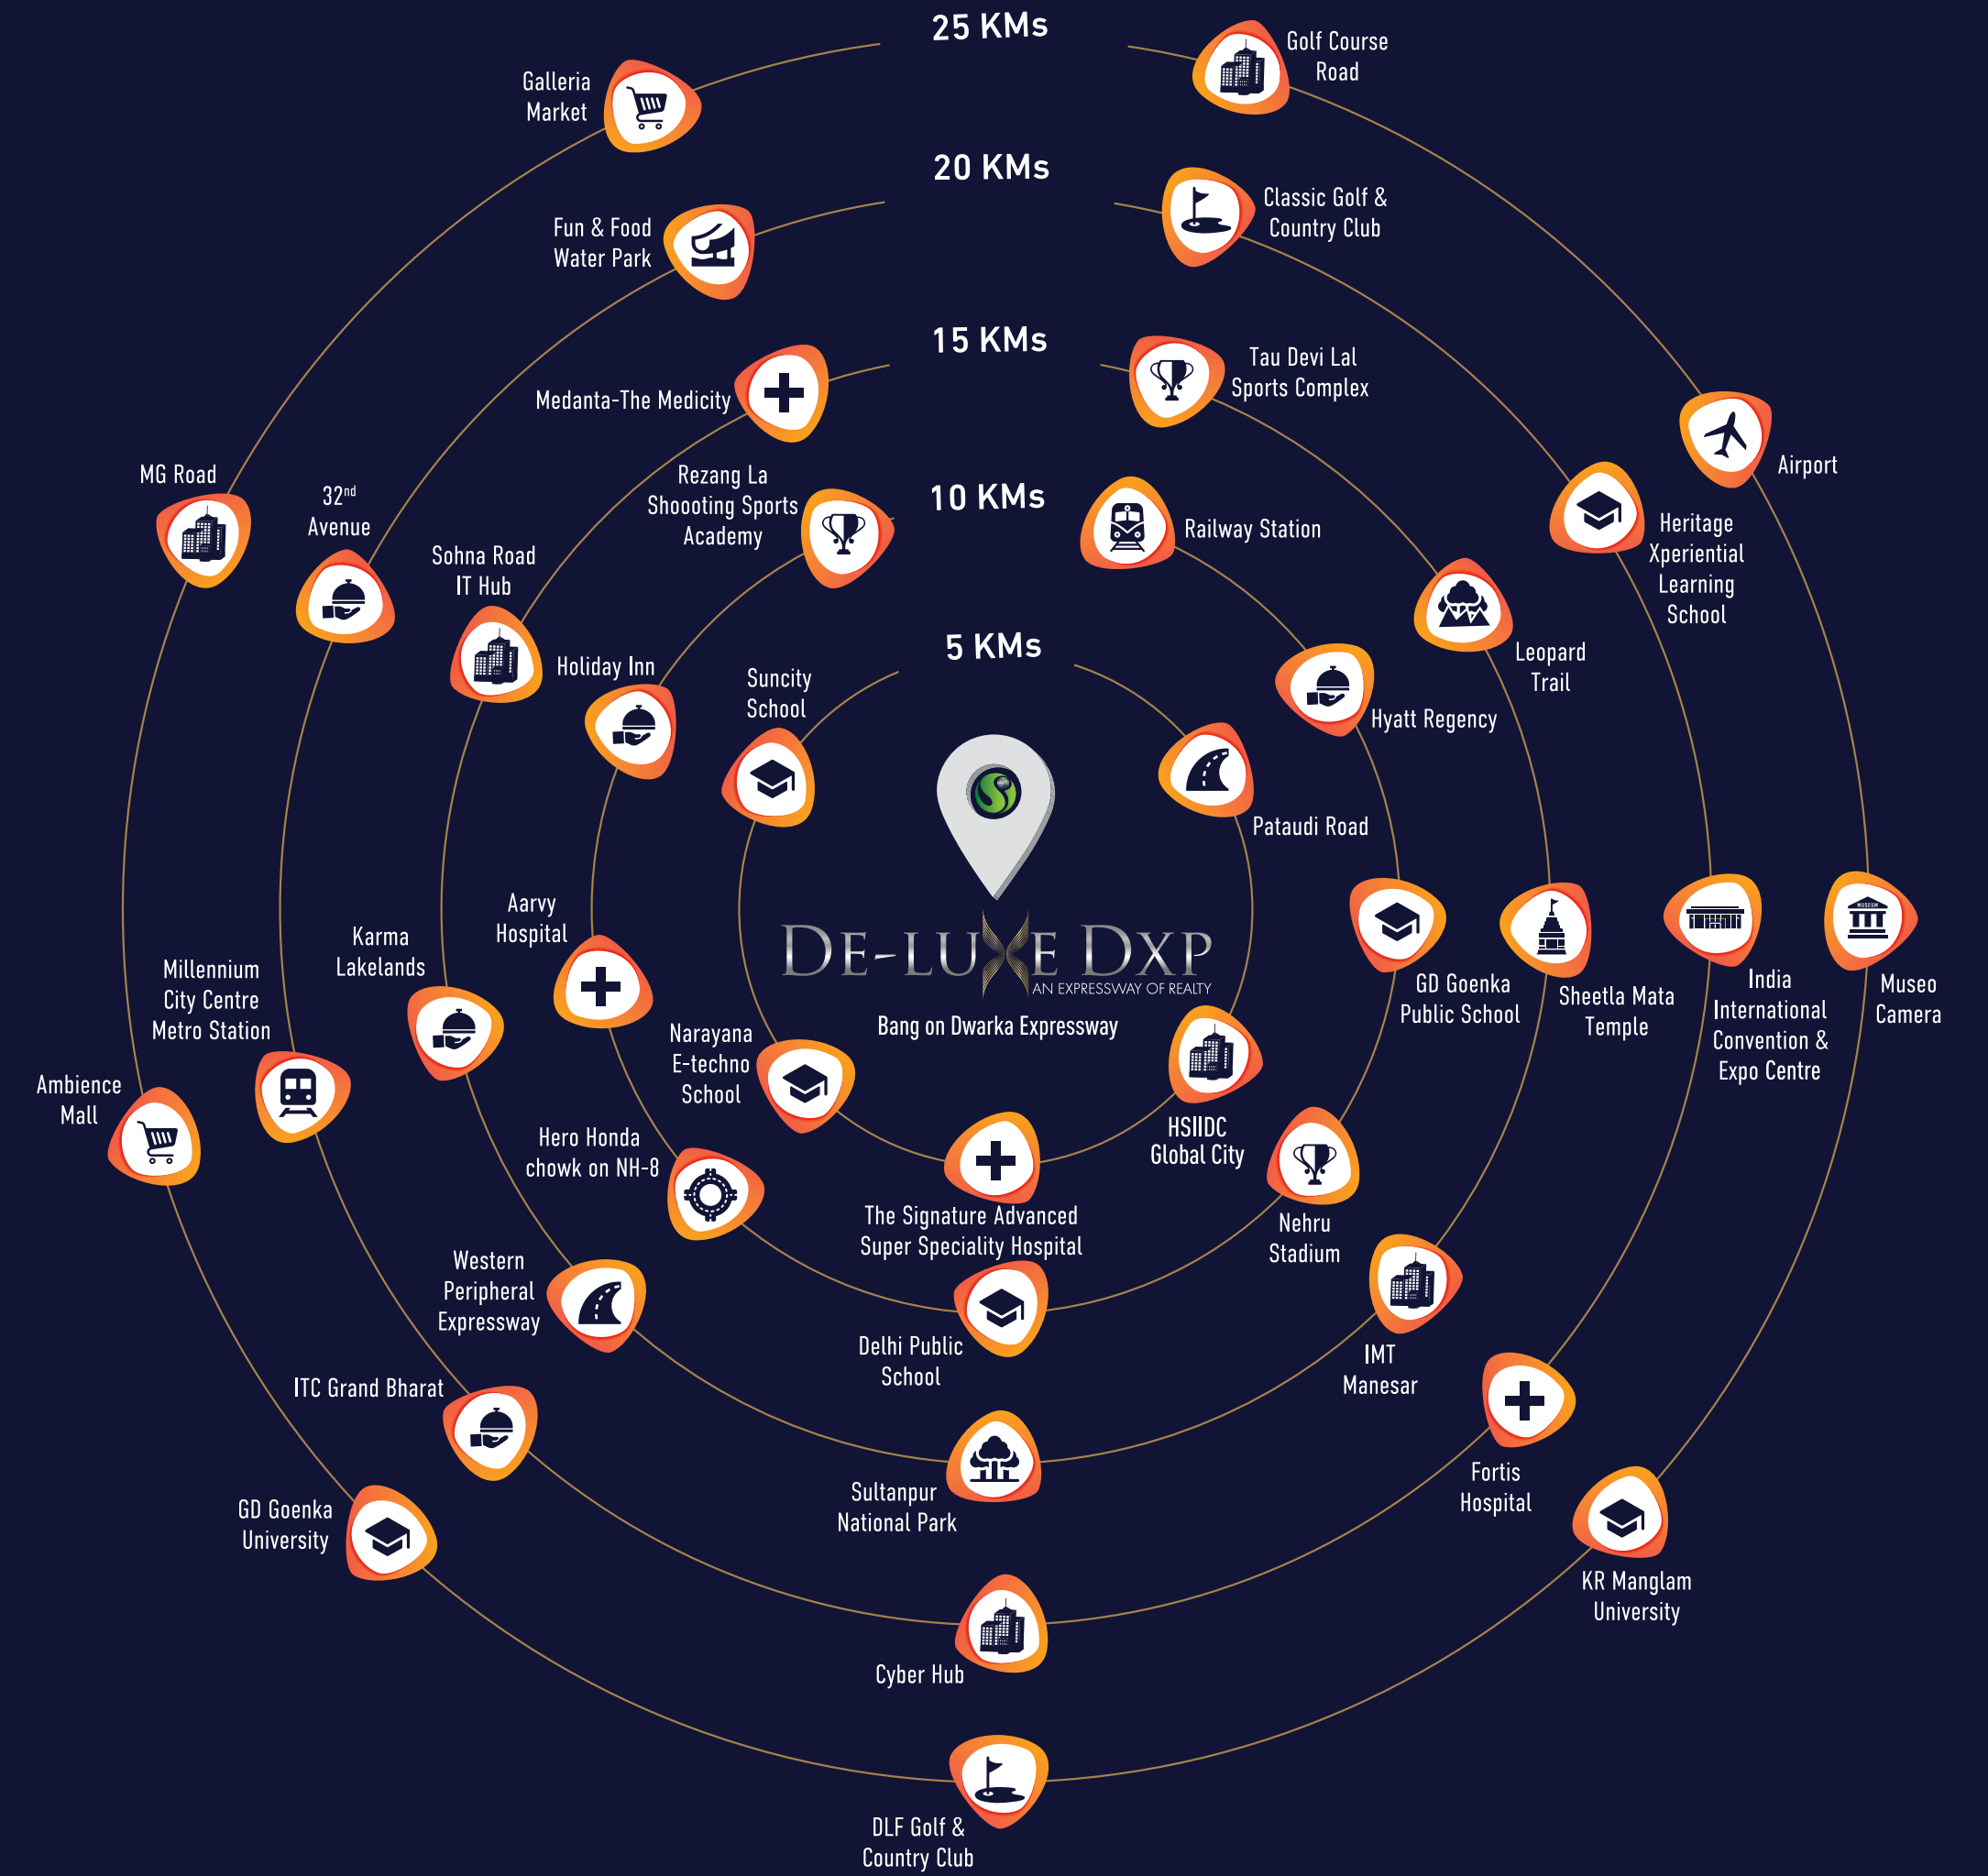 25 KMs
Golf Course
Road
Galleria
Market
20 KMs
Classic Golf &
Country Club
Fun & Food
Water Park
15 KMs
Tau Devi Lal
Sports Complex
Medanta-The Medicity
Airport
MG Road
32nd
Avenue
Rezang La
Shoooting Sports
Academy
10 KMs
Railway Station
Heritage
Xperiential
Learning
School
Sohna Road
IT Hub
Holiday Inn
5 KMs
Leopard
Trail
Suncity
School
Hyatt Regency
Pataudi Road
Aarvy
Hospital
DE-LUXE DXP
AN EXPRESSWAY OF REALTY
Bang on Dwarka Expressway
MUSEUM
Karma
Lakelands
Millennium
City Centre
Metro Station
GD Goenka
Public School
Sheetla Mata
Temple
India
International
Convention &
Expo Centre
Museo
Camera
Narayana
E-techno
School
Ambience
Mall
HSIIDC
Global City
Hero Honda
chowk on NH-8
The Signature Advanced
Super Speciality Hospital
Nehru
Stadium
Western
Peripheral
Expressway
Delhi Public
School
IMT
Manesar
ITC Grand Bharat
Sultanpur
National Park
Fortis
Hospital
GD Goenka
University
KR Manglam
University
Cyber Hub
DLF Golf &
Country Club